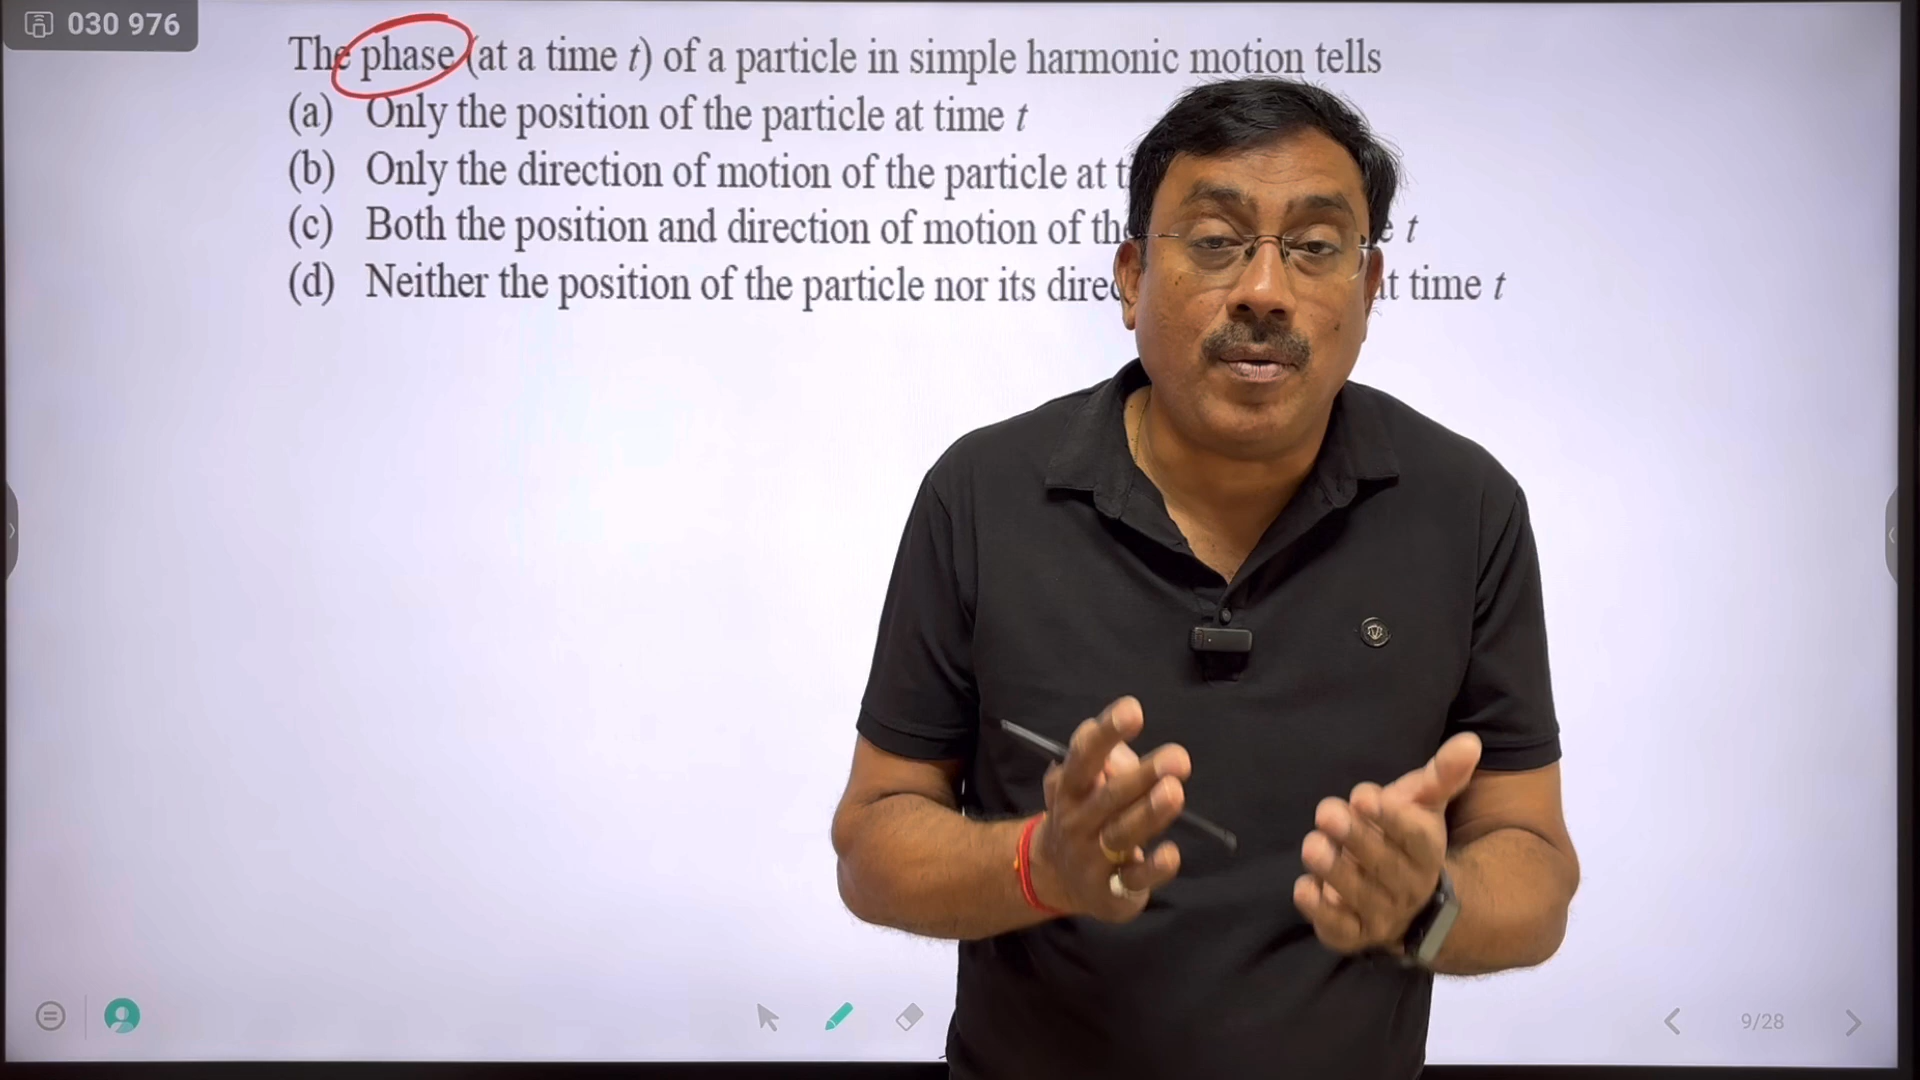 030 976
The phase (at a time t) of a particle in simple harmonic motion tells
(a) Only the position of the particle at time t
(b) Only the direction of motion of the particle at
(c) Both the position and direction of motion of t
(d) Neither the position of the particle nor its at time t
9/28